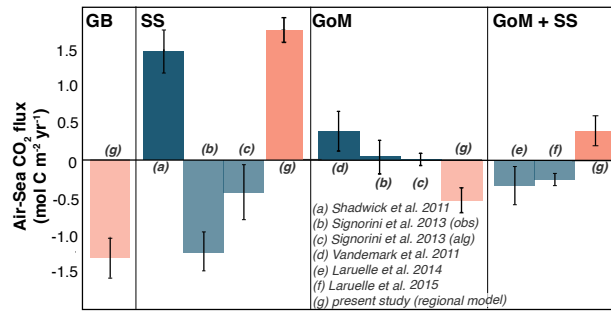 GB
SS
GoM
GoM + SS
Air-Sea CO2 flux
(mol C m-2 yr-1)
1.5
1.0
0.5
0
-0.5
-1.0
-1.5
(g)
(a)
(b)
(c)
(g)
(d)
(b)
(c)
(g)
(e)
(f)
(g)
(a) Shadwick et al. 2011
(b) Signorini et al. 2013 (obs)
(c) Signorini et al. 2013 (alg)
(d) Vandemark et al. 2011
(e) Laruelle et al. 2014
(f) Laruelle et al. 2015
(g) present study (regional model)